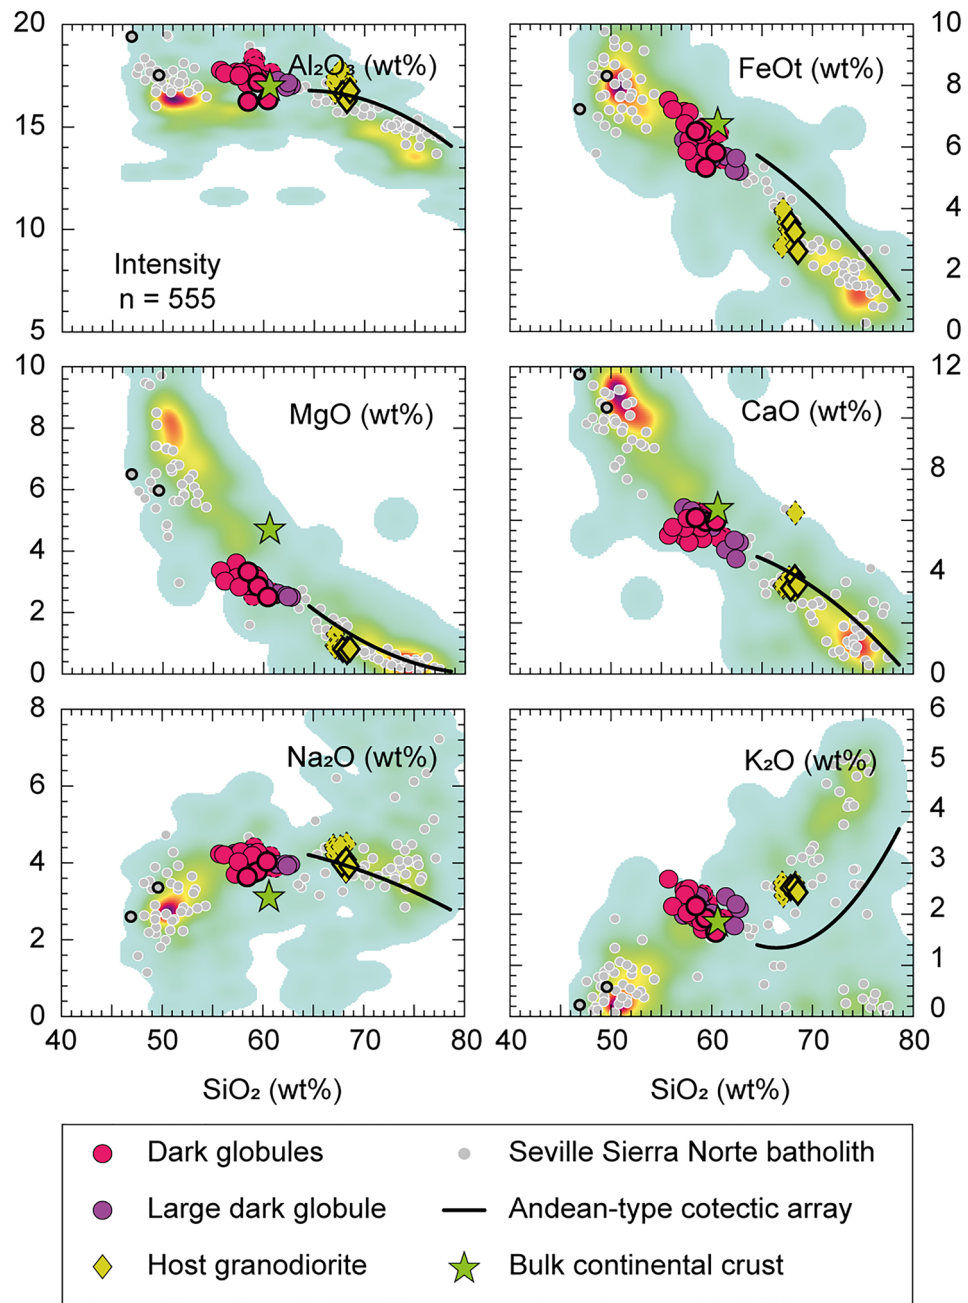 20
15
10
5
Al₂O₃ (wt%)
Intensity
n = 555
10
8
6
4
2
0
FeOt (wt%)
10
8
6
4
2
0
MgO (wt%)
12
8
4
0
CaO (wt%)
8
6
4
2
0
Na₂O (wt%)
6
5
4
3
2
1
0
K₂O (wt%)
40 50 60 70 80
40 50 60 70 80
SiO₂ (wt%)
SiO₂ (wt%)
Dark globules
Seville Sierra Norte batholith
Large dark globule
Andean-type cotectic array
Host granodiorite
Bulk continental crust